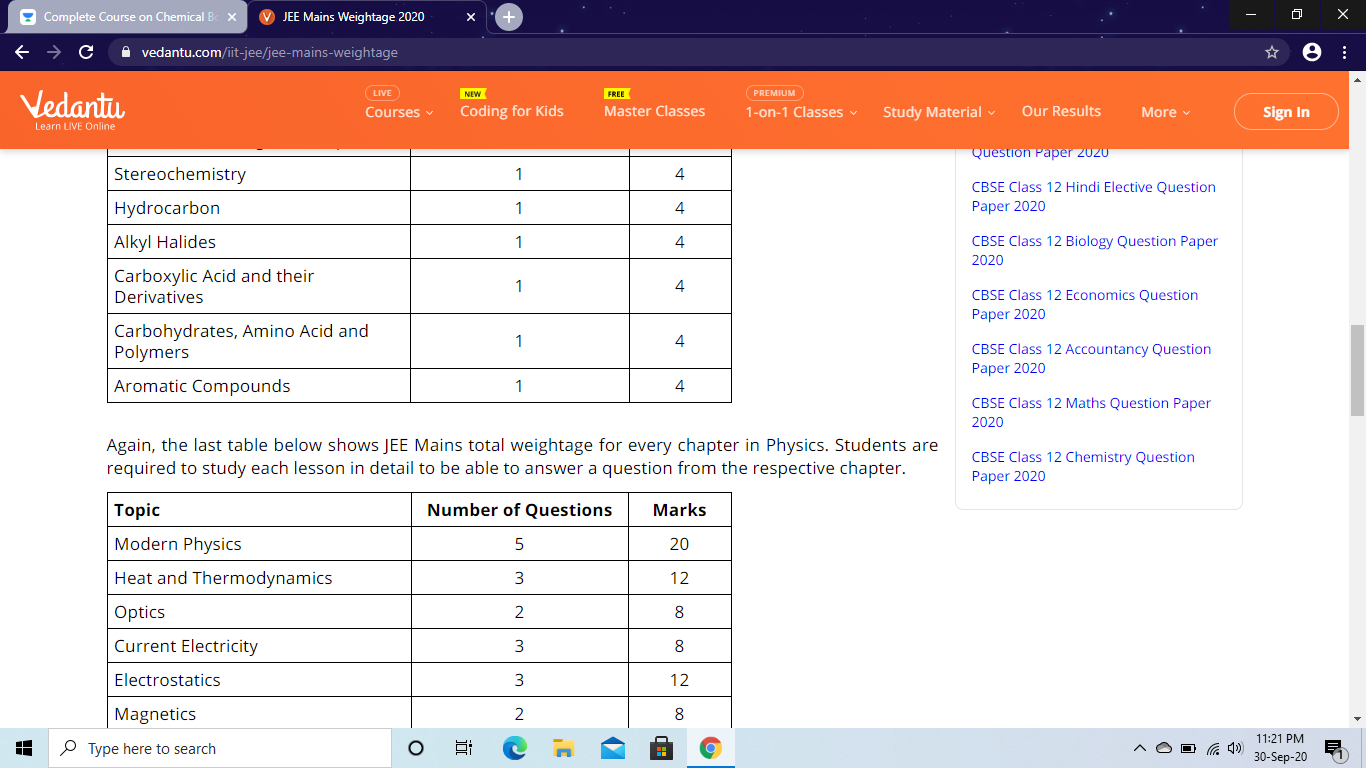 Complete Course on Chemical Bo
JEE Mains Weightage 2020
vedantu.com/iit-jee/jee-mains-weightage
Vedantu
Learn LIVE Online
LIVE
Courses
NEW
Coding for Kids
FREE
Master Classes
PREMIUM
1-on-1 Classes
Study Material
Our Results
More
Sign In
Stereochemistry 1 4
Hydrocarbon 1 4
Alkyl Halides 1 4
Carboxylic Acid and their
Derivatives
1 4
Carbohydrates, Amino Acid and
Polymers
1 4
Aromatic Compounds 1 4
Again, the last table below shows JEE Mains total weightage for every chapter in Physics. Students are
required to study each lesson in detail to be able to answer a question from the respective chapter.
Topic Number of Questions Marks
Modern Physics 5 20
Heat and Thermodynamics 3 12
Optics 2 8
Current Electricity 3 8
Electrostatics 3 12
Magnetics 2 8
Question Paper 2020
CBSE Class 12 Hindi Elective Question
Paper 2020
CBSE Class 12 Biology Question Paper
2020
CBSE Class 12 Economics Question
Paper 2020
CBSE Class 12 Accountancy Question
Paper 2020
CBSE Class 12 Maths Question Paper
2020
CBSE Class 12 Chemistry Question
Paper 2020
Type here to search
11:21 PM
30-Sep-20
1